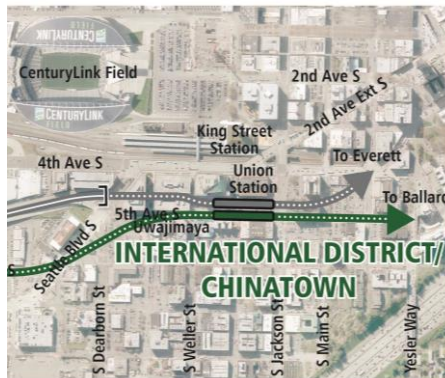 CENTURYLINK
FIELD
CenturyLink Field
CENTURYLINK
FIELD
2nd Ave S
2nd Ave Ext S
King Street
Station
4th Ave S
To Everett
Union
Station
To Ballard
5th Ave S
Uwajimaya
Seattle Blvd S
S
INTERNATIONAL DISTRICT/
CHINATOWN
S Dearborn St
S Weller St
S Jackson St
S Main St
Yesler Way